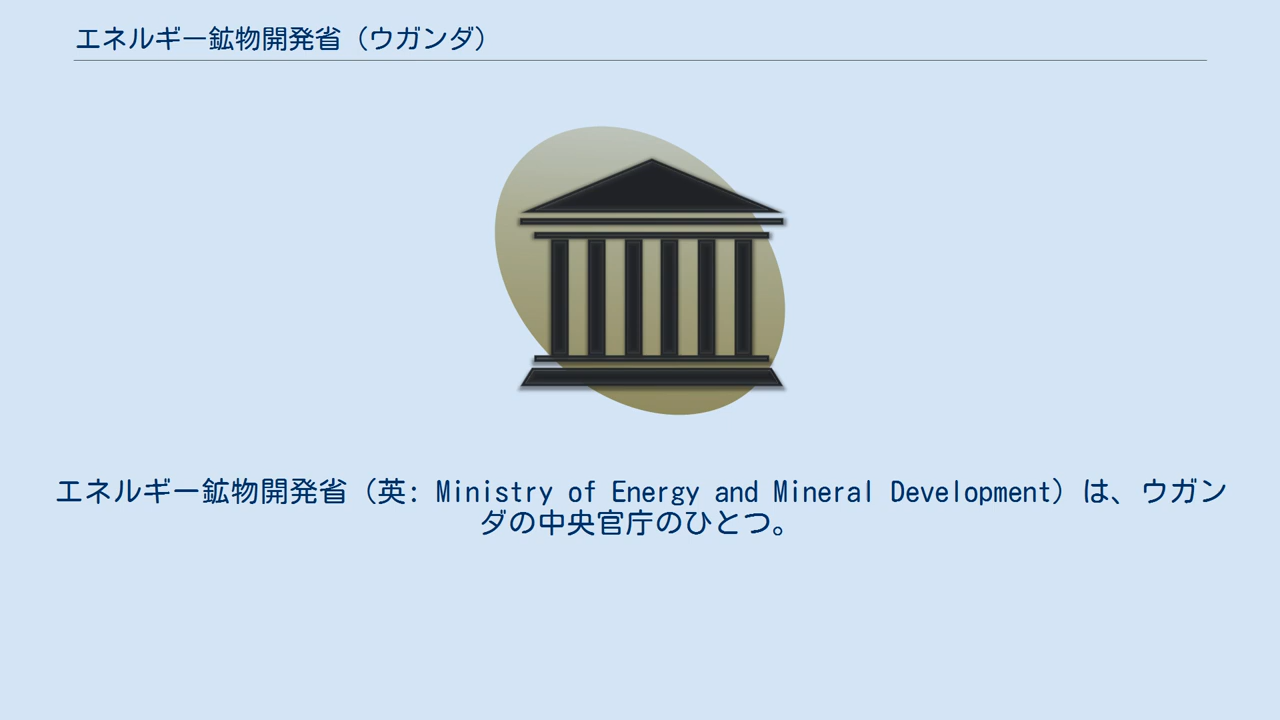 エネルギー鉱物開発省（ウガンダ）
エネルギー鉱物開発省（英: Ministry of Energy and Mineral Development）は、ウガン
ダの中央官庁のひとつ。